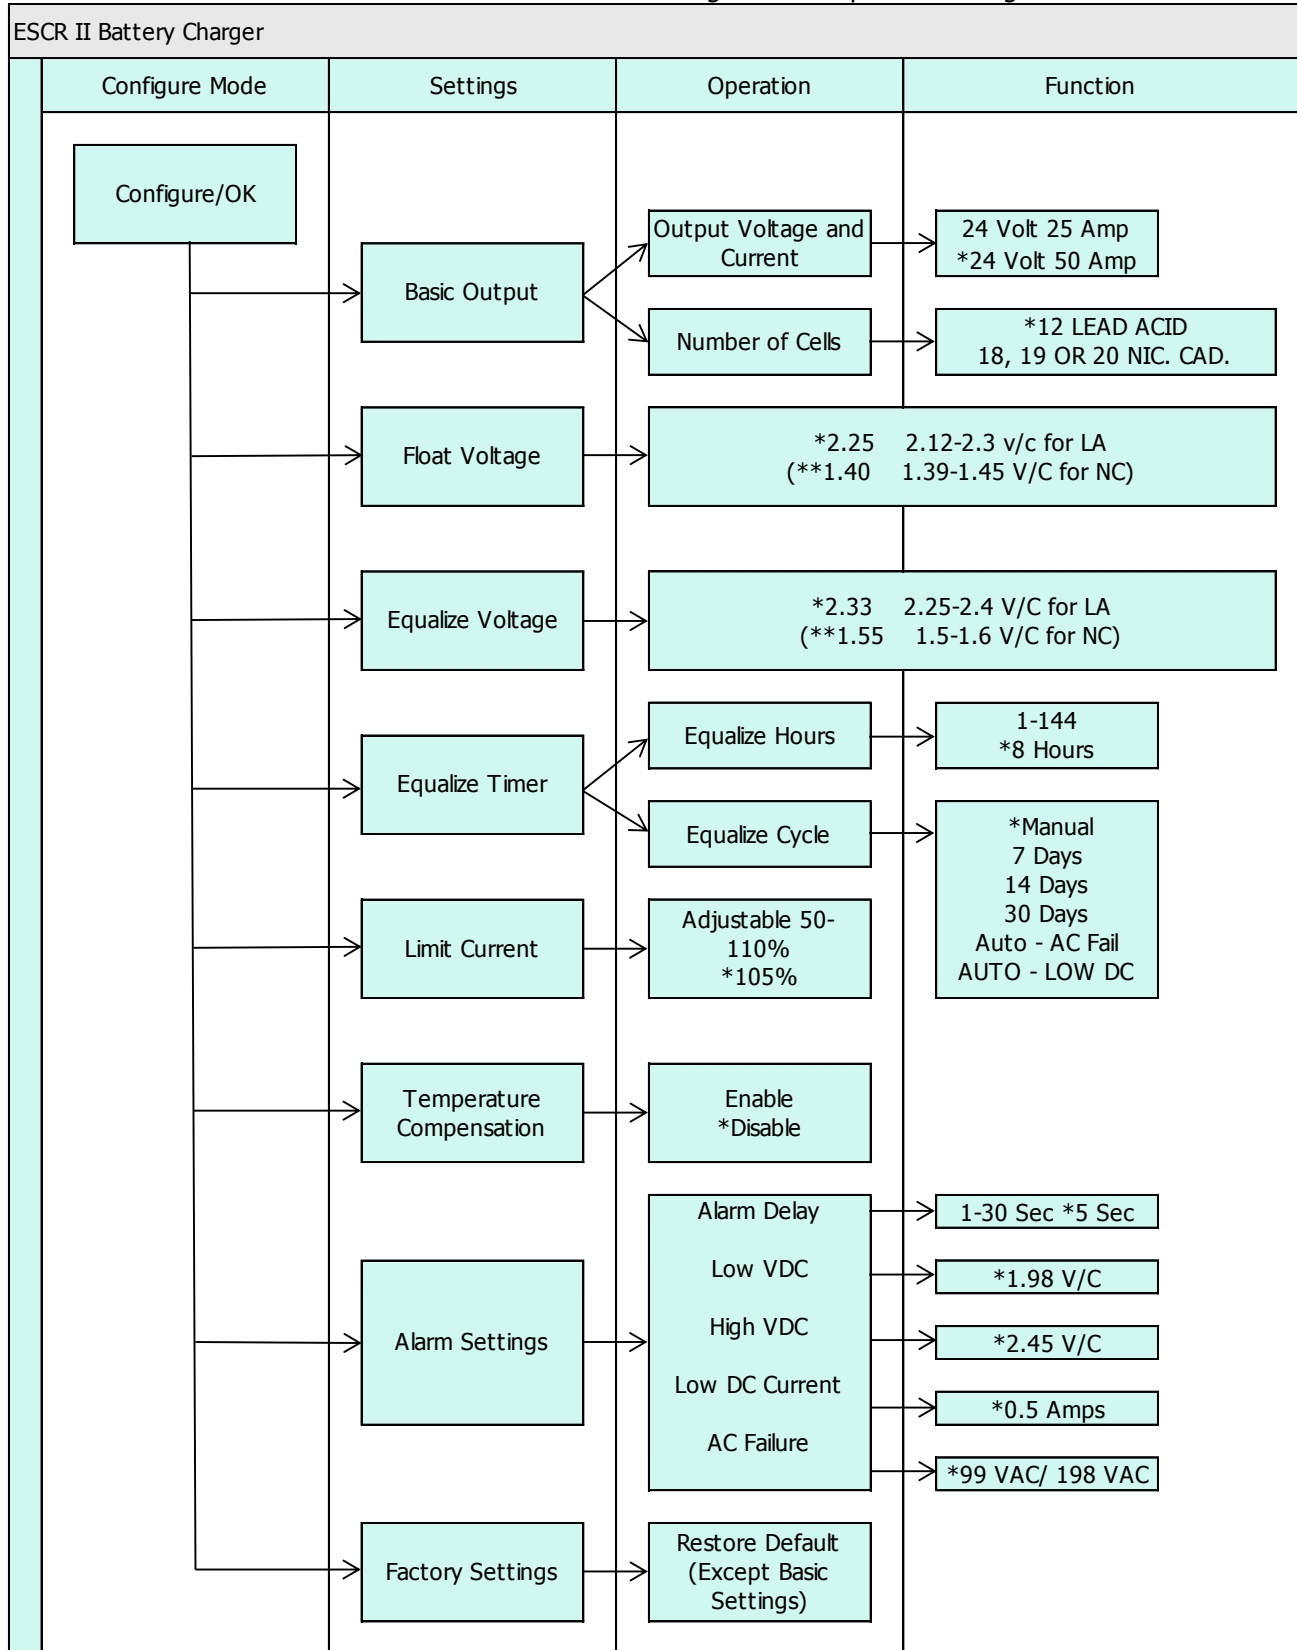 ESCR II Battery Charger
Configure Mode
Settings
Operation
Function
Configure/OK
Basic Output
Output Voltage and
Current
24 Volt 25 Amp
*24 Volt 50 Amp
Number of Cells
*12 LEAD ACID
18, 19 OR 20 NIC. CAD.
Float Voltage
*2.25 2.12-2.3 v/c for LA
(**1.40 1.39-1.45 V/C for NC)
Equalize Voltage
*2.33 2.25-2.4 V/C for LA
(**1.55 1.5-1.6 V/C for NC)
Equalize Timer
Equalize Hours
1-144
*8 Hours
Equalize Cycle
*Manual
7 Days
14 Days
30 Days
Auto - AC Fail
AUTO - LOW DC
Limit Current
Adjustable 50-
110%
*105%
Temperature
Compensation
Enable
*Disable
Alarm Settings
Alarm Delay
1-30 Sec *5 Sec
Low VDC
*1.98 V/C
High VDC
*2.45 V/C
Low DC Current
*0.5 Amps
AC Failure
*99 VAC/ 198 VAC
Factory Settings
Restore Default
(Except Basic
Settings)